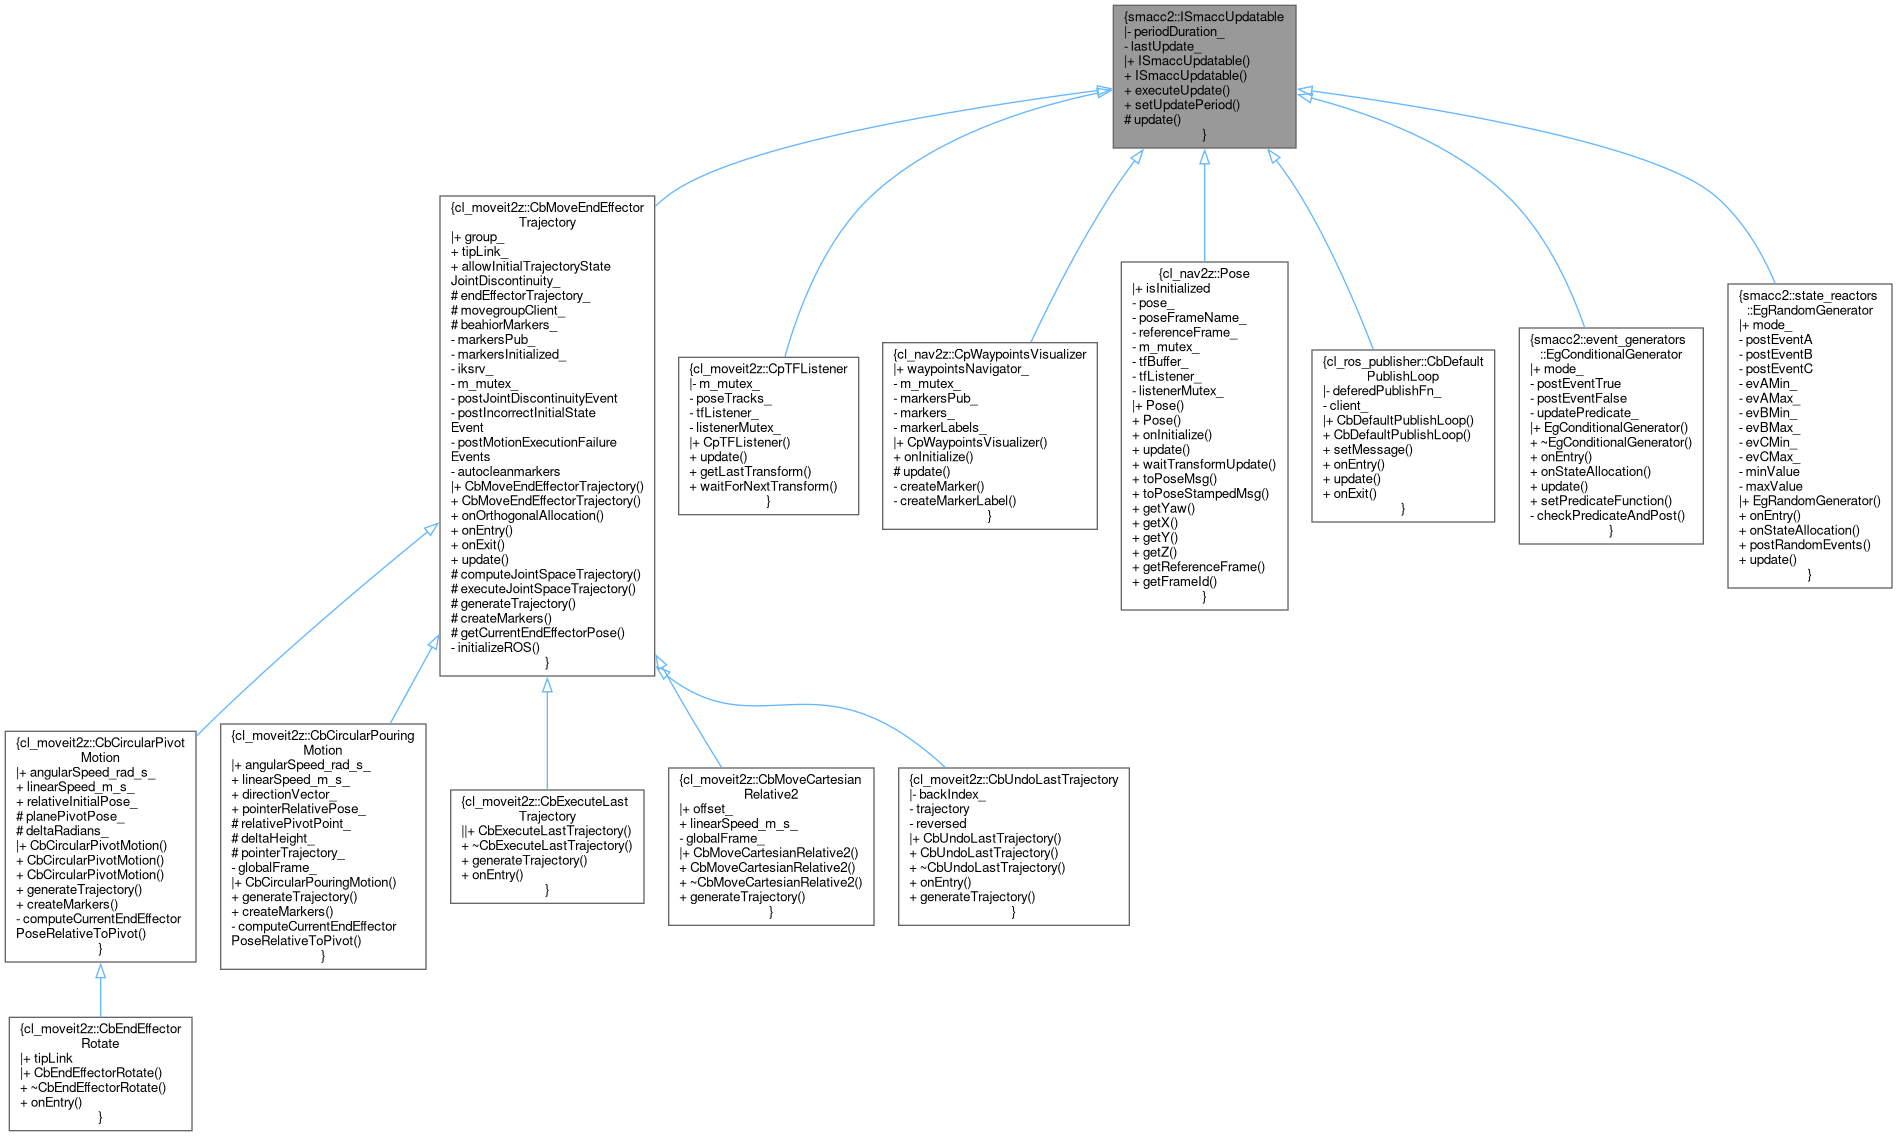 {smacc2::ISmaccUpdatable
|- periodDuration_
- lastUpdate_
|+ ISmaccUpdatable()
+ ISmaccUpdatable()
+ executeUpdate()
+ setUpdatePeriod()
# update()
}
{cl_moveit2z::CbMoveEndEffector
Trajectory
|+ group_
+ tipLink_
+ allowInitialTrajectoryState
JointDiscontinuity_
# endEffectorTrajectory_
# movegroupClient_
# beahiorMarkers_
- markersPub_
- markersInitialized_
- iksrv_
- m_mutex_
- postJointDiscontinuityEvent
- postIncorrectInitialState
Event
- postMotionExecutionFailure
Events
- autocleanmarkers
|+ CbMoveEndEffectorTrajectory()
+ CbMoveEndEffectorTrajectory()
+ onOrthogonalAllocation()
+ onEntry()
+ onExit()
+ update()
# computeJointSpaceTrajectory()
# executeJointSpaceTrajectory()
# generateTrajectory()
# createMarkers()
# getCurrentEndEffectorPose()
- initializeROS()
}
{cl_moveit2z::CpTFListener
|- m_mutex_
- poseTracks_
- tfListener_
- listenerMutex_
|+ CpTFListener()
+ update()
+ getLastTransform()
+ waitForNextTransform()
}
{cl_nav2z::CpWaypointsVisualizer
|+ waypointsNavigator_
- m_mutex_
- markersPub_
- markers_
- markerLabels_
|+ CpWaypointsVisualizer()
+ onInitialize()
# update()
- createMarker()
- createMarkerLabel()
}
{cl_nav2z::Pose
|+ isInitialized
- pose_
- poseFrameName_
- referenceFrame_
- m_mutex_
- tfBuffer_
- tfListener_
- listenerMutex_
|+ Pose()
+ Pose()
+ onInitialize()
+ update()
+ waitTransformUpdate()
+ toPoseMsg()
+ toPoseStampedMsg()
+ getYaw()
+ getX()
+ getY()
+ getZ()
+ getReferenceFrame()
+ getFrameId()
}
{cl_ros_publisher::CbDefault
PublishLoop
|- deferedPublishFn_
- client_
|+ CbDefaultPublishLoop()
+ CbDefaultPublishLoop()
+ setMessage()
+ onEntry()
+ update()
+ onExit()
}
{smacc2::event_generators
::EgConditionalGenerator
|+ mode_
- postEventTrue
- postEventFalse
- updatePredicate_
|+ EgConditionalGenerator()
+ ~EgConditionalGenerator()
+ onEntry()
+ onStateAllocation()
+ update()
+ setPredicateFunction()
- checkPredicateAndPost()
}
{smacc2::state_reactors
::EgRandomGenerator
|+ mode_
- postEventA
- postEventB
- postEventC
- evAMin_
- evAMax_
- evBMin_
- evBMax_
- evCMin_
- evCMax_
- minValue
- maxValue
|+ EgRandomGenerator()
+ onEntry()
+ onStateAllocation()
+ postRandomEvents()
+ update()
}
{cl_moveit2z::CbCircularPivot
Motion
|+ angularSpeed_rad_s_
+ linearSpeed_m_s_
+ relativeInitialPose_
# planePivotPose_
# deltaRadians_
|+ CbCircularPivotMotion()
+ CbCircularPivotMotion()
+ CbCircularPivotMotion()
+ generateTrajectory()
+ createMarkers()
- computeCurrentEndEffector
PoseRelativeToPivot()
}
{cl_moveit2z::CbCircularPouring
Motion
|+ angularSpeed_rad_s_
+ linearSpeed_m_s_
+ directionVector_
+ pointerRelativePose_
# relativePivotPoint_
# deltaHeight_
# pointerTrajectory_
- globalFrame_
|+ CbCircularPouringMotion()
+ generateTrajectory()
+ createMarkers()
- computeCurrentEndEffector
PoseRelativeToPivot()
}
{cl_moveit2z::CbExecuteLast
Trajectory
||+ CbExecuteLastTrajectory()
+ ~CbExecuteLastTrajectory()
+ generateTrajectory()
+ onEntry()
}
{cl_moveit2z::CbMoveCartesian
Relative2
|+ offset_
+ linearSpeed_m_s_
- globalFrame_
|+ CbMoveCartesianRelative2()
+ CbMoveCartesianRelative2()
+ ~CbMoveCartesianRelative2()
+ generateTrajectory()
}
{cl_moveit2z::CbUndoLastTrajectory
|- backIndex_
- trajectory
- reversed
|+ CbUndoLastTrajectory()
+ CbUndoLastTrajectory()
+ ~CbUndoLastTrajectory()
+ onEntry()
+ generateTrajectory()
}
{cl_moveit2z::CbEndEffector
Rotate
|+ tipLink
|+ CbEndEffectorRotate()
+ ~CbEndEffectorRotate()
+ onEntry()
}